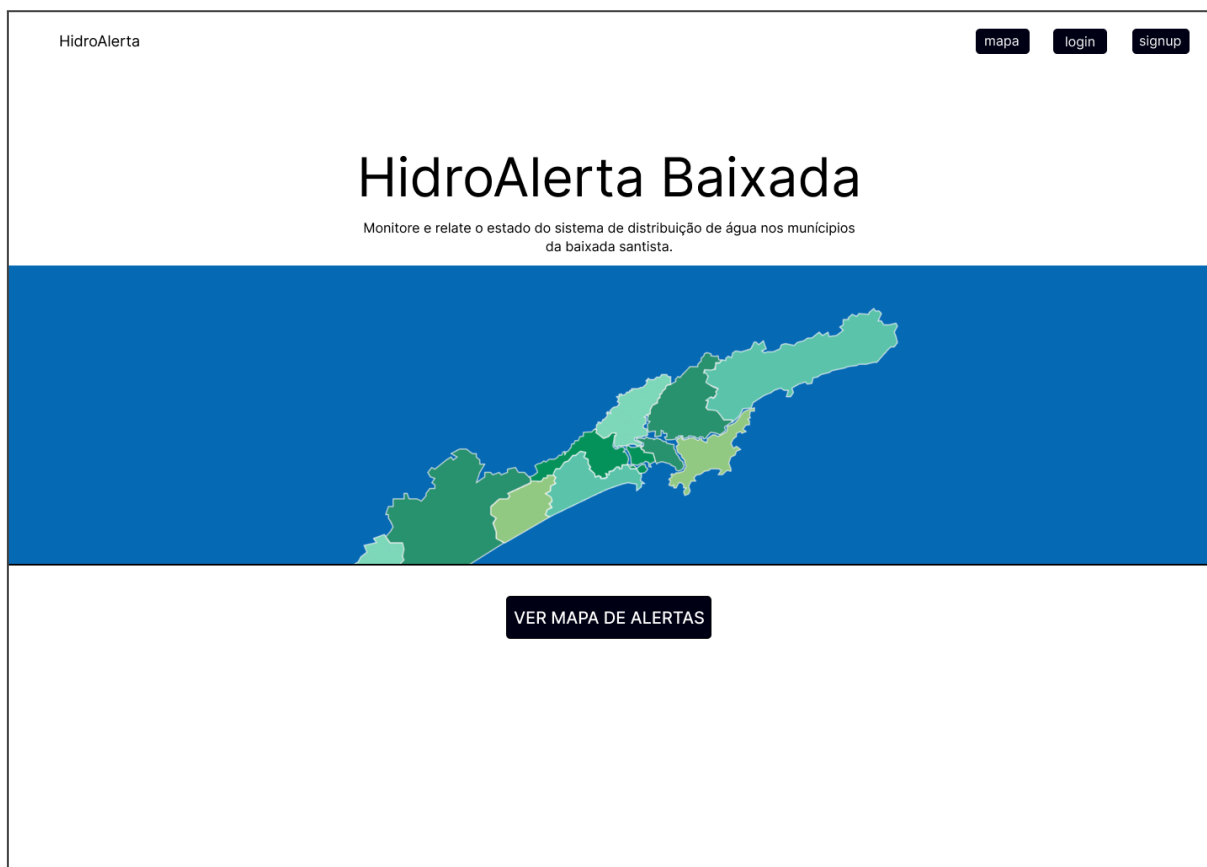 HidroAlerta
mapa
login
signup
HidroAlerta Baixada
Monitore e relate o estado do sistema de distribuição de água nos munícipios
da baixada santista.
VER MAPA DE ALERTAS